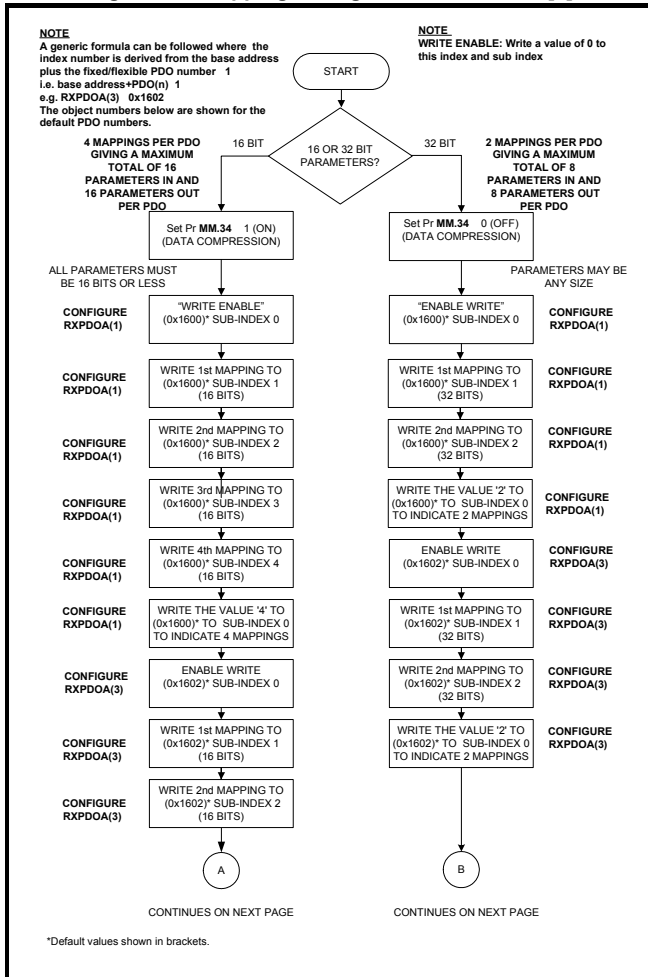 NOTE
A generic formula can be followed where the
index number is derived from the base address
plus the fixed/flexible PDO number 1
i.e. base address+PDO(n) 1
e.g. RXPDOA(3) 0x1602
The object numbers below are shown for the
default PDO numbers.
NOTE
WRITE ENABLE: Write a value of 0 to
this index and sub index
START
16 OR 32 BIT
PARAMETERS?
16 BIT
32 BIT
4 MAPPINGS PER PDO
GIVING A MAXIMUM
TOTAL OF 16
PARAMETERS IN AND
16 PARAMETERS OUT
PER PDO
2 MAPPINGS PER PDO
GIVING A MAXIMUM
TOTAL OF 8
PARAMETERS IN AND
8 PARAMETERS OUT
PER PDO
Set Pr MM.34 1 (ON)
(DATA COMPRESSION)
Set Pr MM.34 0 (OFF)
(DATA COMPRESSION)
ALL PARAMETERS MUST
BE 16 BITS OR LESS
PARAMETERS MAY BE
ANY SIZE
CONFIGURE
RXPDOA(1)
"WRITE ENABLE"
(0x1600)* SUB-INDEX 0
"ENABLE WRITE"
(0x1600)* SUB-INDEX 0
CONFIGURE
RXPDOA(1)
CONFIGURE
RXPDOA(1)
WRITE 1st MAPPING TO
(0x1600)* SUB-INDEX 1
(16 BITS)
WRITE 1st MAPPING TO
(0x1600)* SUB-INDEX 1
(32 BITS)
CONFIGURE
RXPDOA(1)
CONFIGURE
RXPDOA(1)
WRITE 2nd MAPPING TO
(0x1600)* SUB-INDEX 2
(16 BITS)
WRITE 2nd MAPPING TO
(0x1600)* SUB-INDEX 2
(32 BITS)
CONFIGURE
RXPDOA(1)
CONFIGURE
RXPDOA(1)
WRITE 3rd MAPPING TO
(0x1600)* SUB-INDEX 3
(16 BITS)
WRITE THE VALUE '2' TO
(0x1600)* TO SUB-INDEX 0
TO INDICATE 2 MAPPINGS
CONFIGURE
RXPDOA(1)
CONFIGURE
RXPDOA(1)
WRITE 4th MAPPING TO
(0x1600)* SUB-INDEX 4
(16 BITS)
ENABLE WRITE
(0x1602)* SUB-INDEX 0
CONFIGURE
RXPDOA(3)
CONFIGURE
RXPDOA(1)
WRITE THE VALUE '4' TO
(0x1600)* TO SUB-INDEX 0
TO INDICATE 4 MAPPINGS
WRITE 1st MAPPING TO
(0x1602)* SUB-INDEX 1
(32 BITS)
CONFIGURE
RXPDOA(3)
CONFIGURE
RXPDOA(3)
ENABLE WRITE
(0x1602)* SUB-INDEX 0
WRITE 2nd MAPPING TO
(0x1602)* SUB-INDEX 2
(32 BITS)
CONFIGURE
RXPDOA(3)
CONFIGURE
RXPDOA(3)
WRITE 1st MAPPING TO
(0x1602)* SUB-INDEX 1
(16 BITS)
WRITE THE VALUE '2' TO
(0x1602)* TO SUB-INDEX 0
TO INDICATE 2 MAPPINGS
CONFIGURE
RXPDOA(3)
CONFIGURE
RXPDOA(3)
WRITE 2nd MAPPING TO
(0x1602)* SUB-INDEX 2
(16 BITS)
A
B
CONTINUES ON NEXT PAGE
CONTINUES ON NEXT PAGE
*Default values shown in brackets.